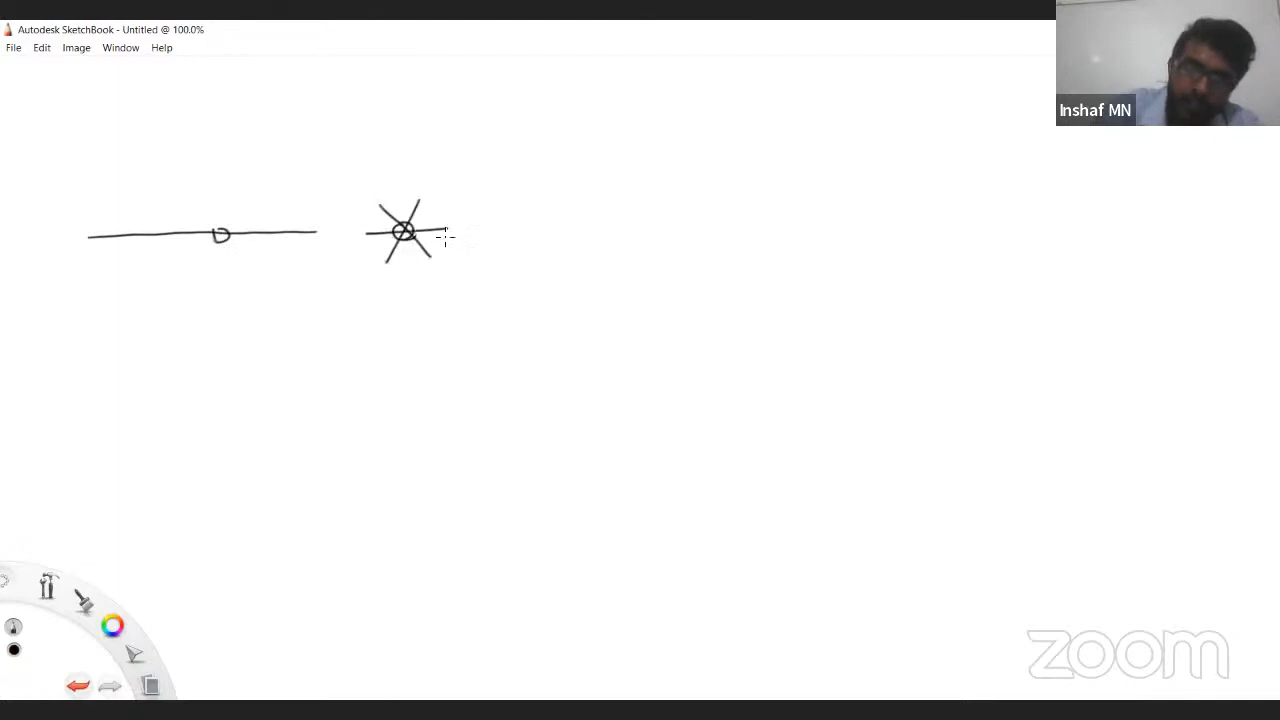 Autodesk SketchBook - Untitled @ 100.0%
File Edit Image Window Help
Inshaf MN
zoom